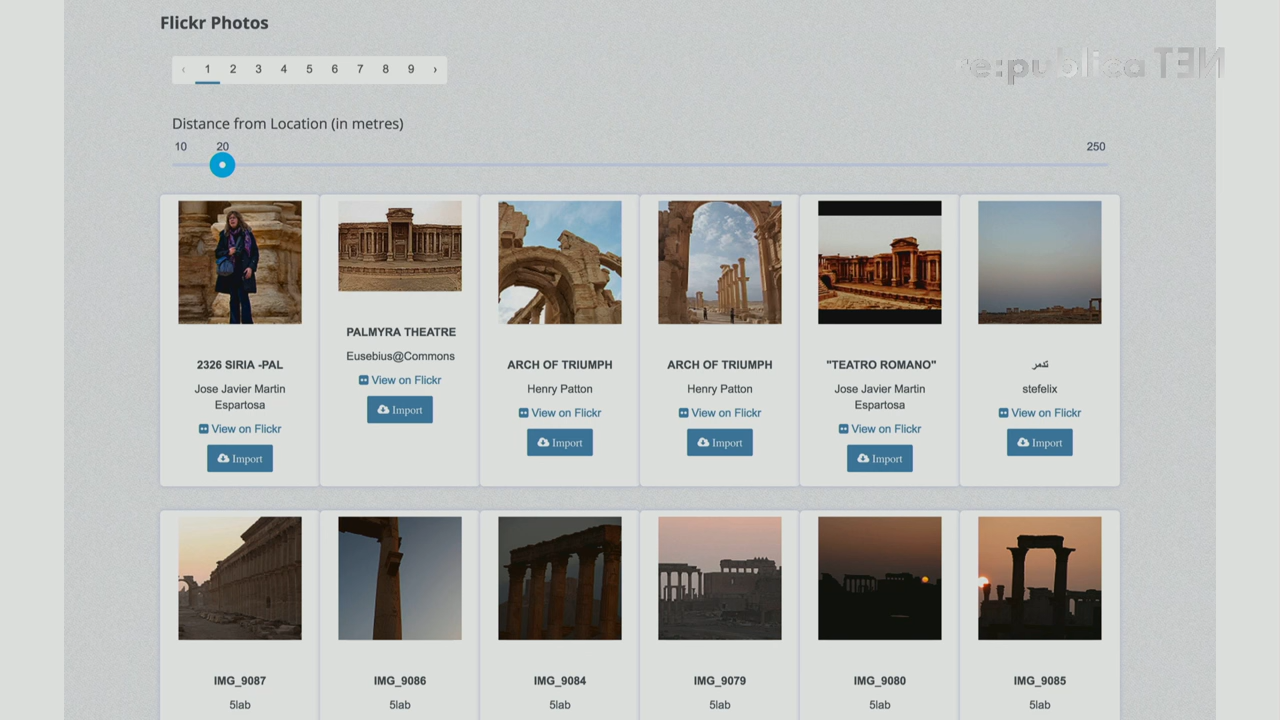 Flickr Photos
re:publica TEN
‹ 1 2 3 4 5 6 7 8 9 ›
Distance from Location (in metres)
10 20 250
2326 SIRIA -PAL
Jose Javier Martin
Espartosa
View on Flickr
Import
PALMYRA THEATRE
Eusebius@Commons
View on Flickr
Import
ARCH OF TRIUMPH
Henry Patton
View on Flickr
Import
ARCH OF TRIUMPH
Henry Patton
View on Flickr
Import
"TEATRO ROMANO"
Jose Javier Martin
Espartosa
View on Flickr
Import
تدمر
stefelix
View on Flickr
Import
IMG_9087
5lab
IMG_9086
5lab
IMG_9084
5lab
IMG_9079
5lab
IMG_9080
5lab
IMG_9085
5lab